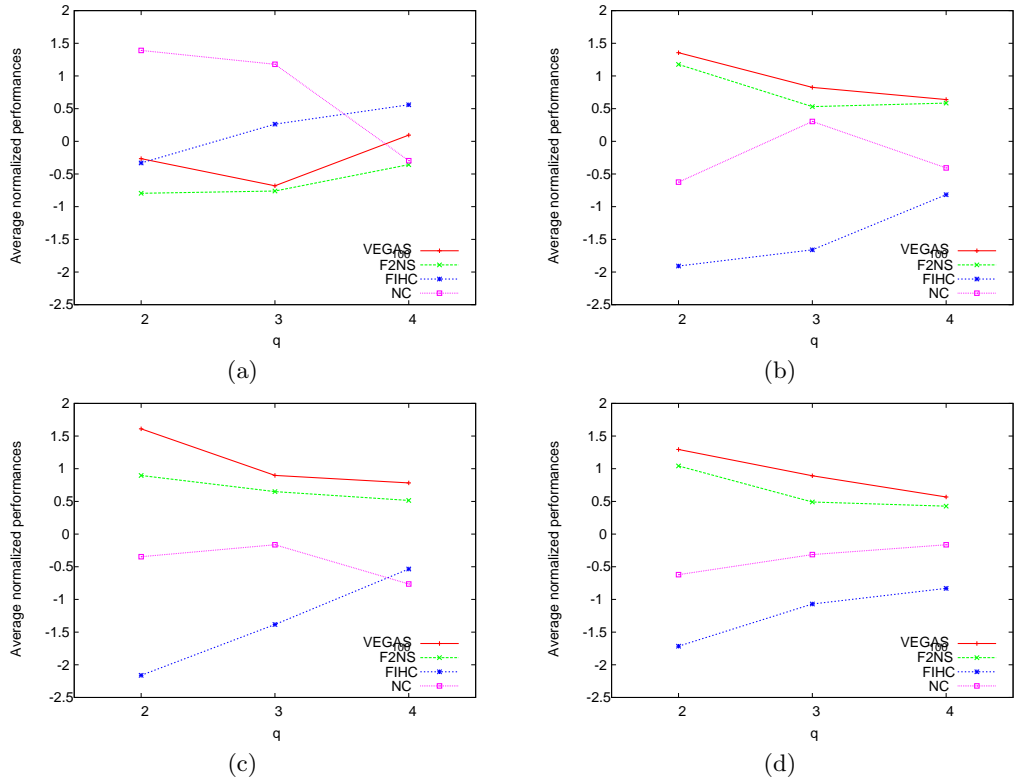 2
1.5
1
0.5
0
-0.5
-1
-1.5
-2
-2.5
2 3 4
Average normalized performances
q
VEGAS100
F2NS
FIHC
NC
(a)
2
1.5
1
0.5
0
-0.5
-1
-1.5
-2
-2.5
2 3 4
Average normalized performances
q
VEGAS100
F2NS
FIHC
NC
(b)
2
1.5
1
0.5
0
-0.5
-1
-1.5
-2
-2.5
2 3 4
Average normalized performances
q
VEGAS100
F2NS
FIHC
NC
(c)
2
1.5
1
0.5
0
-0.5
-1
-1.5
-2
-2.5
2 3 4
Average normalized performances
q
VEGAS100
F2NS
FIHC
NC
(d)